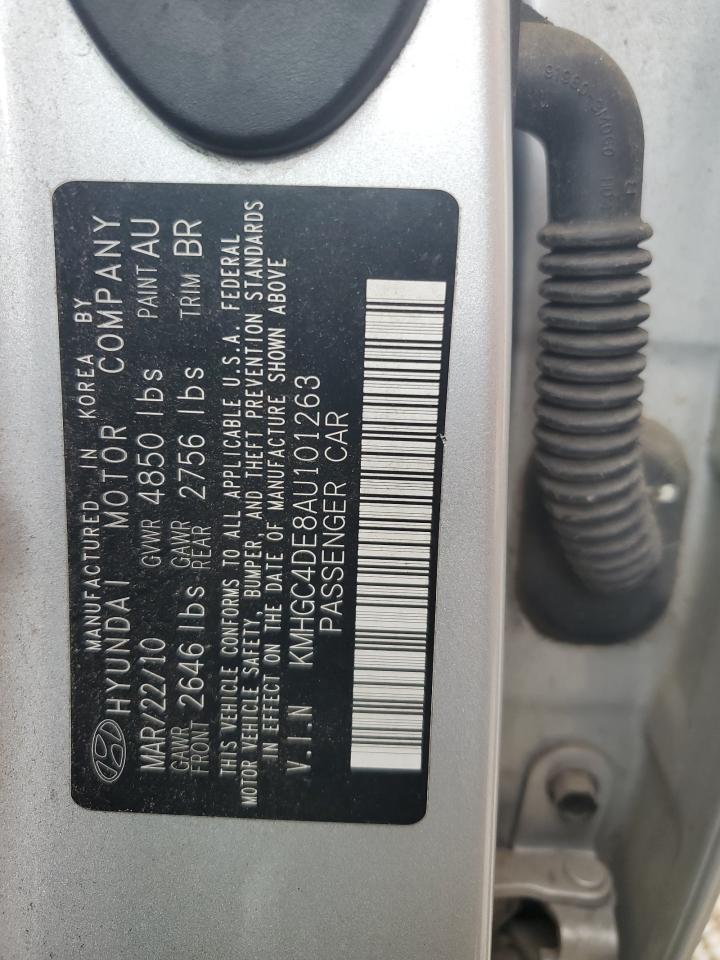 MANUFACTURED IN KOREA BY
HYUNDAI MOTOR COMPANY
MAR/22/10 GVWR 4850 lbs PAINT AU
GAWR FRONT 2646 lbs GAWR REAR 2756 lbs TRIM BR
THIS VEHICLE CONFORMS TO ALL APPLICABLE U.S.A. FEDERAL
MOTOR VEHICLE SAFETY, BUMPER, AND THEFT PREVENTION STANDARDS
IN EFFECT ON THE DATE OF MANUFACTURE SHOWN ABOVE
V.I.N KMHGC4DE8AU101263
PASSENGER CAR